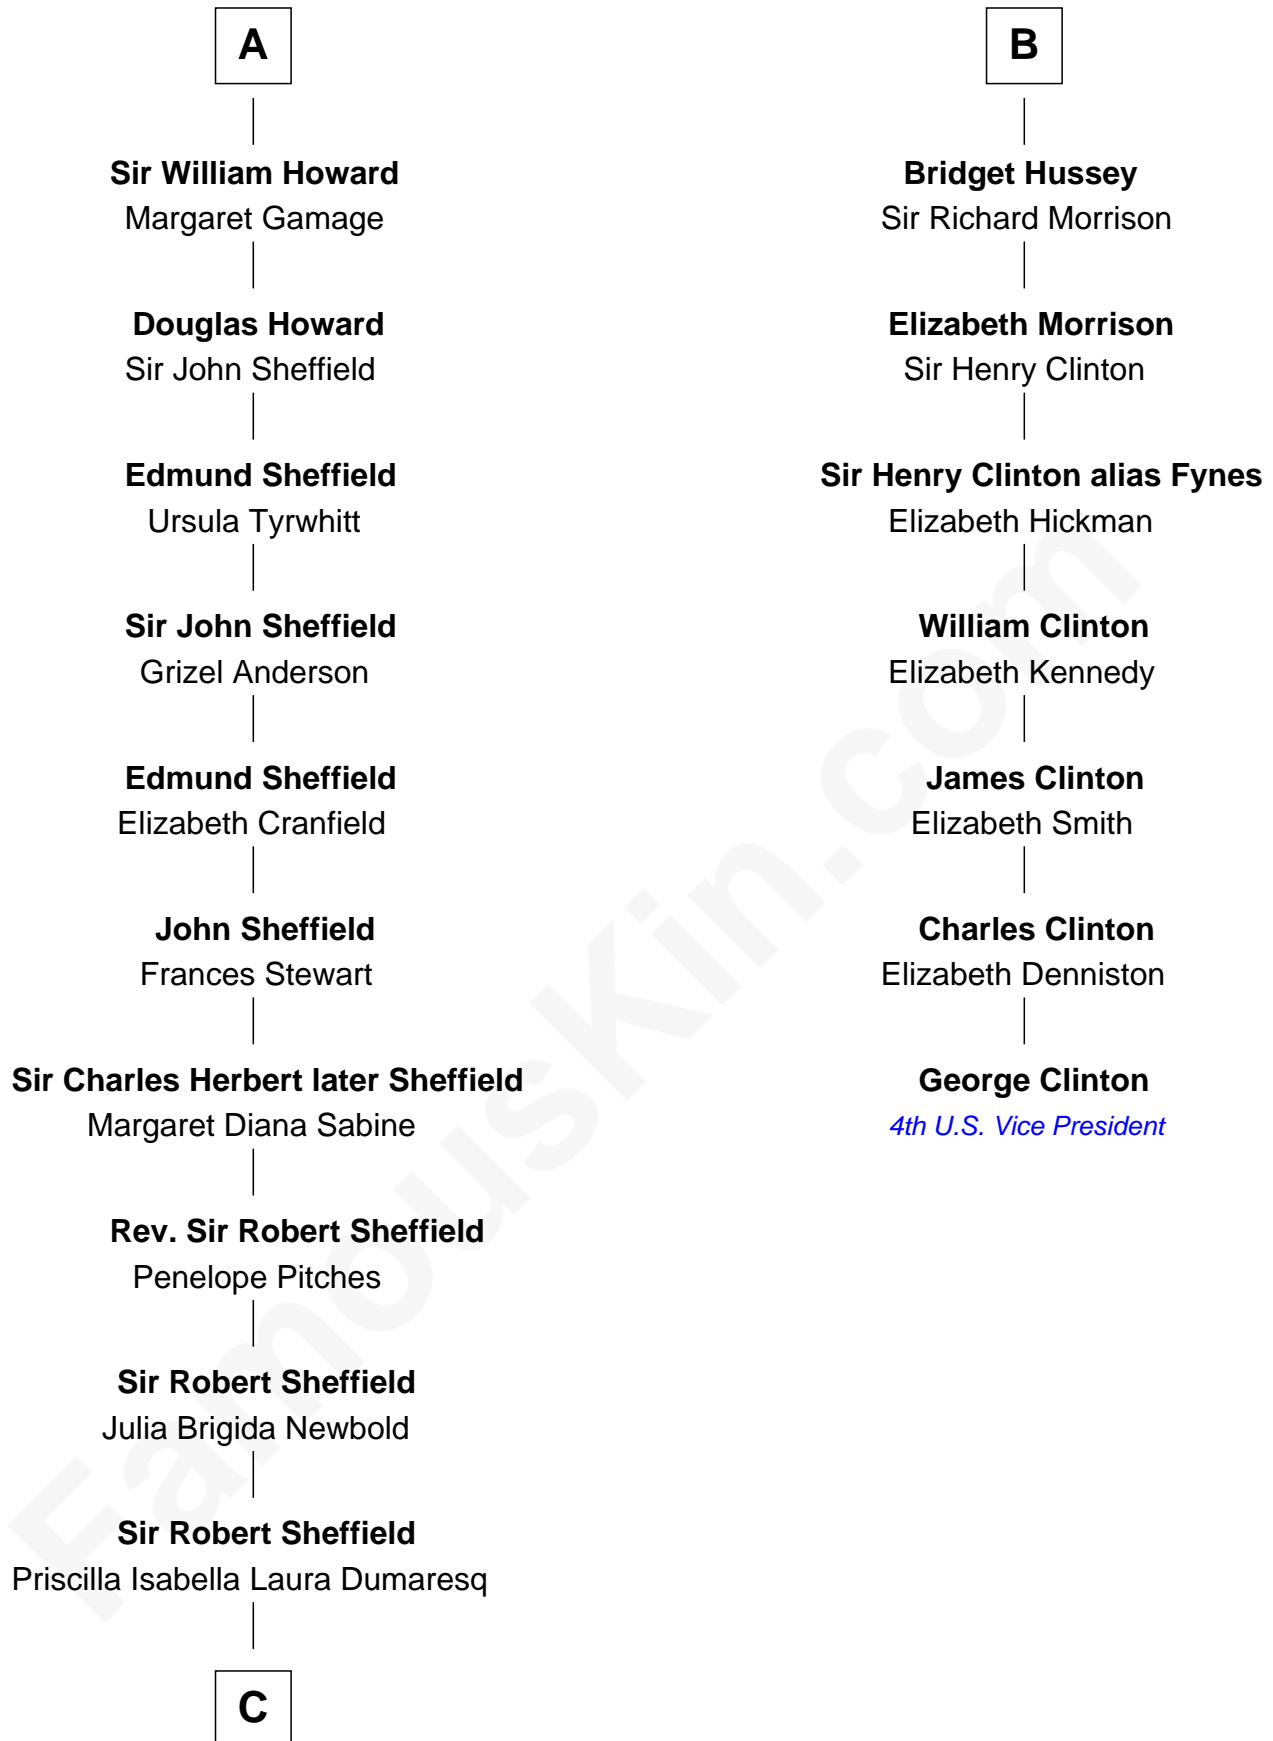 A
Sir William Howard
Margaret Gamage
Douglas Howard
Sir John Sheffield
Edmund Sheffield
Ursula Tyrwhitt
Sir John Sheffield
Grizel Anderson
Edmund Sheffield
Elizabeth Cranfield
John Sheffield
Frances Stewart
Sir Charles Herbert later Sheffield
Margaret Diana Sabine
Rev. Sir Robert Sheffield
Penelope Pitches
Sir Robert Sheffield
Julia Brigida Newbold
Sir Robert Sheffield
Priscilla Isabella Laura Dumaresq
C
B
Bridget Hussey
Sir Richard Morrison
Elizabeth Morrison
Sir Henry Clinton
Sir Henry Clinton alias Fynes
Elizabeth Hickman
William Clinton
Elizabeth Kennedy
James Clinton
Elizabeth Smith
Charles Clinton
Elizabeth Denniston
George Clinton
4th U.S. Vice President
FamousKin.com